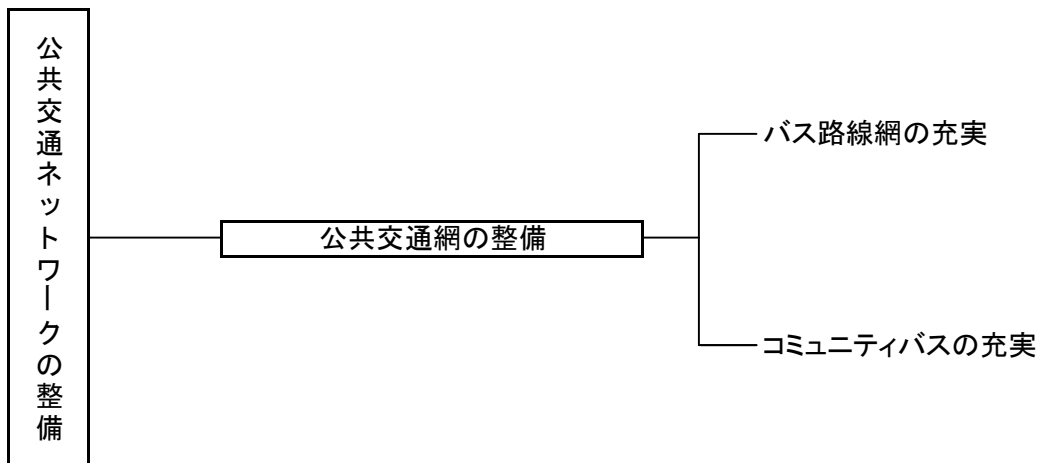 公共交通ネットワークの整備
公共交通網の整備
バス路線網の充実
コミュニティバスの充実